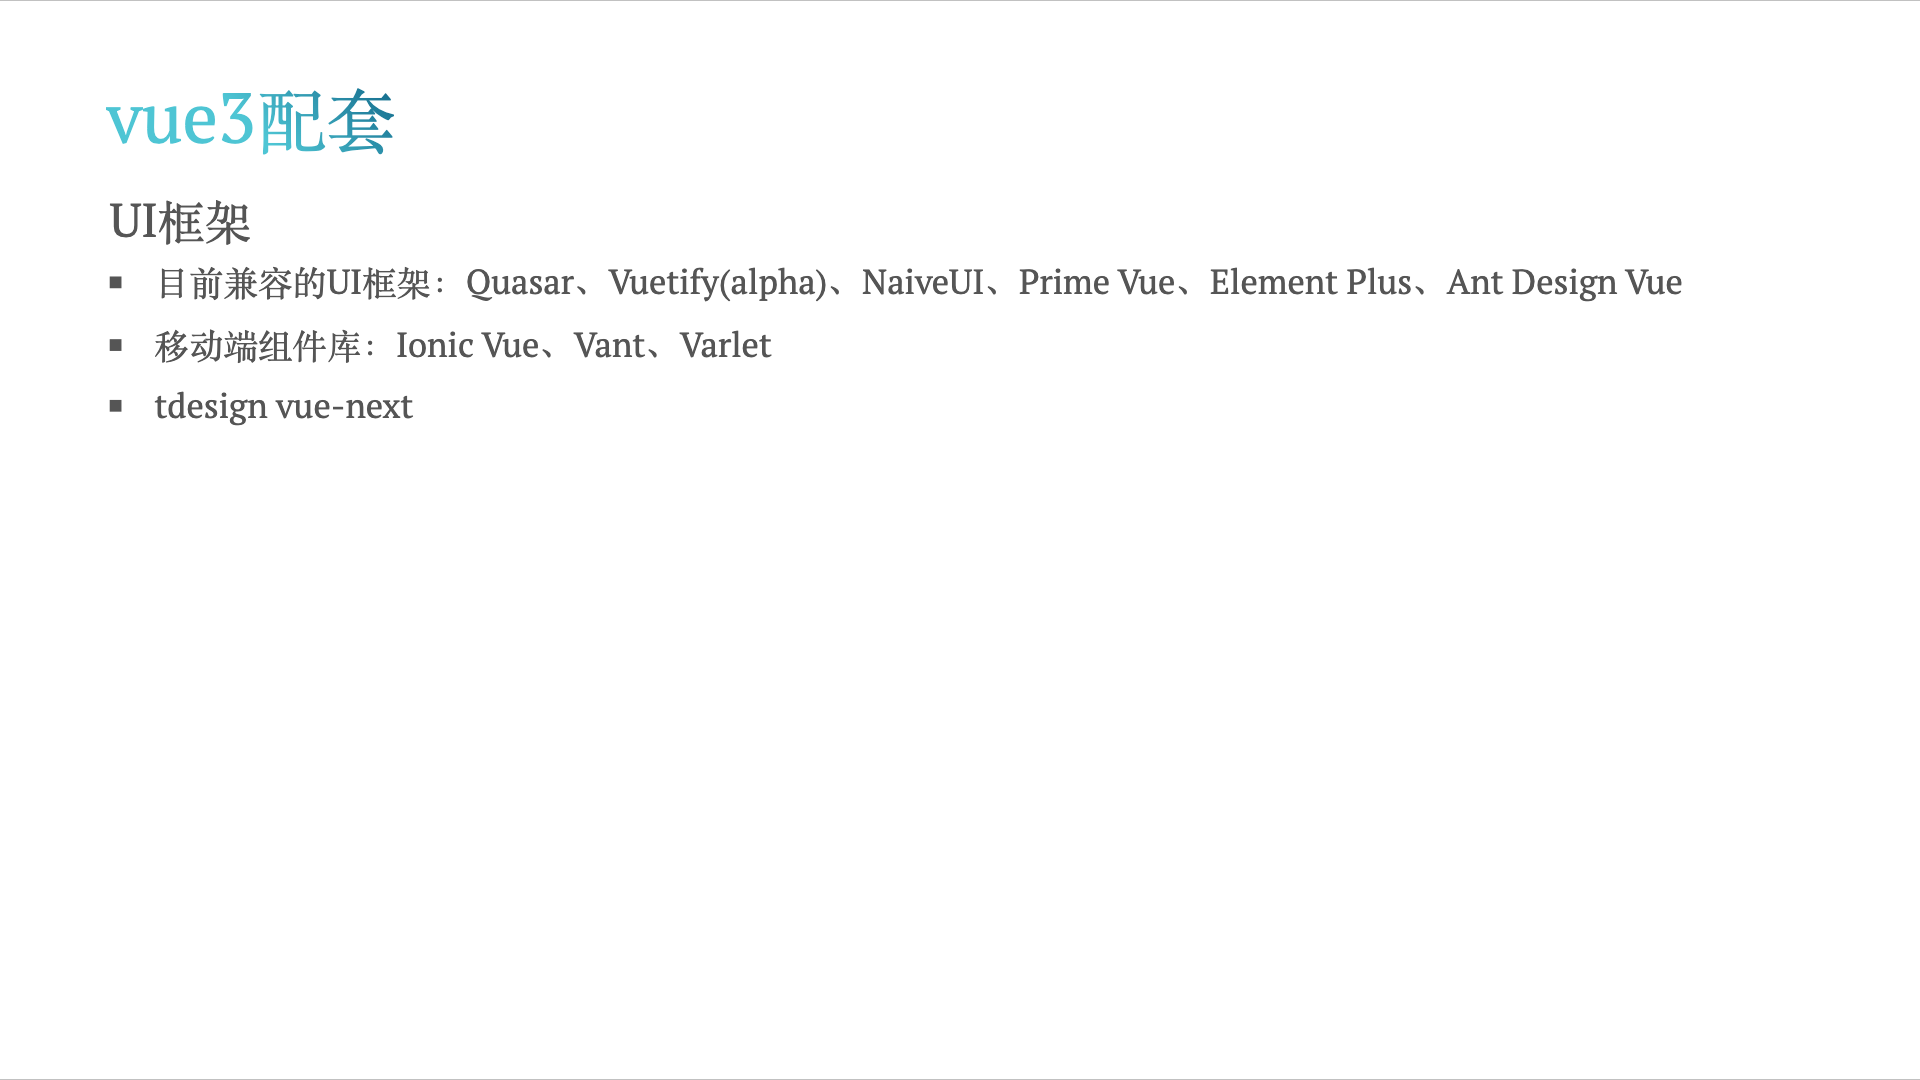 vue3配套
UI框架
▪ 目前兼容的UI框架：Quasar、Vuetify(alpha)、NaiveUI、Prime Vue、Element Plus、Ant Design Vue
▪ 移动端组件库：Ionic Vue、Vant、Varlet
▪ tdesign vue-next